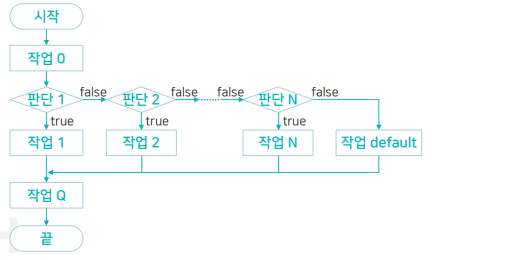 시작
작업 0
false false false false
판단 1 판단 2 판단 N
true true true
작업 1 작업 2 작업 N 작업 default
작업 Q
끝